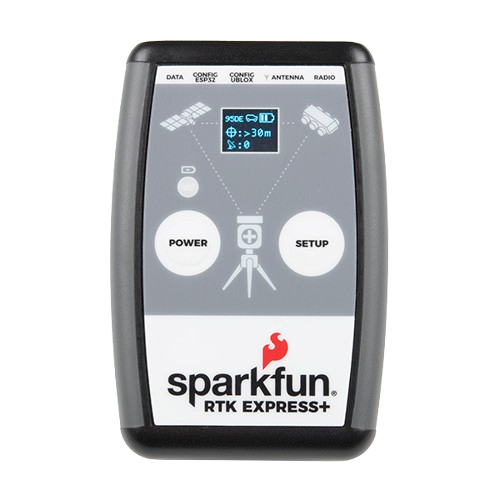 DATA CONFIG ESP32 CONFIG UBLOX ANTENNA RADIO
95DE
:>30m
:0
POWER SETUP
sparkfun®
RTK EXPRESS+